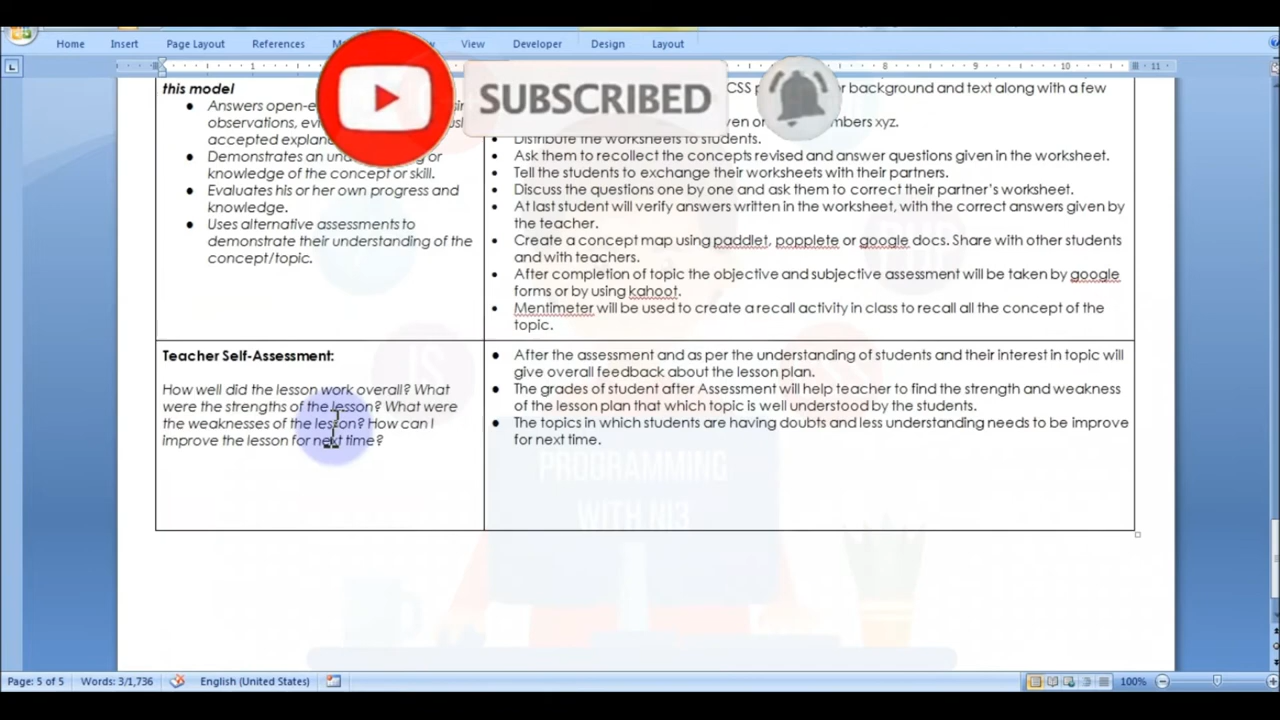 Home Insert Page Layout References View Developer Design Layout
SUBSCRIBED
1 8 9 10 11
this model
CSS background and text along with a few
Answers
observations,
accepted
mbers xyz.
Distribute the worksheets to students.
Demonstrates an or
knowledge of the concept or skill.
Ask them to recollect the concepts revised and answer questions given in the worksheet.
Tell the students to exchange their worksheets with their partners.
Evaluates his or her own progress and
knowledge.
Discuss the questions one by one and ask them to correct their partner's worksheet.
At last student will verify answers written in the worksheet, with the correct answers given by
the teacher.
Uses alternative assessments to
demonstrate their understanding of the
concept/topic.
Create a concept map using paddlet, popplete or google docs. Share with other students
and with teachers.
After completion of topic the objective and subjective assessment will be taken by google
forms or by using kahoot.
Mentimeter will be used to create a recall activity in class to recall all the concept of the
topic.
Teacher Self-Assessment:
How well did the lesson work overall? What
were the strengths of the lesson? What were
the weaknesses of the lesson? How can I
improve the lesson for next time?
After the assessment and as per the understanding of students and their interest in topic will
give overall feedback about the lesson plan.
The grades of student after Assessment will help teacher to find the strength and weakness
of the lesson plan that which topic is well understood by the students.
The topics in which students are having doubts and less understanding needs to be improve
for next time.
JS
PHP
PROGRAMMING
WITH NI3
Page: 5 of 5 Words: 3/1,736 English (United States) 100%